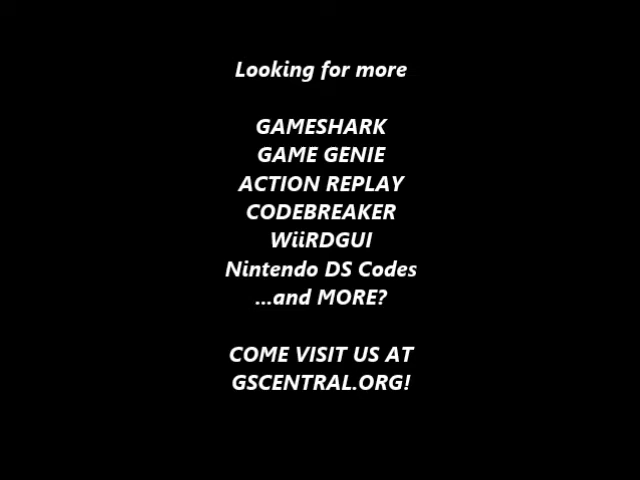 Looking for more
GAMESHARK
GAME GENIE
ACTION REPLAY
CODEBREAKER
WiiRDGUI
Nintendo DS Codes
...and MORE?
COME VISIT US AT
GSCENTRAL.ORG!